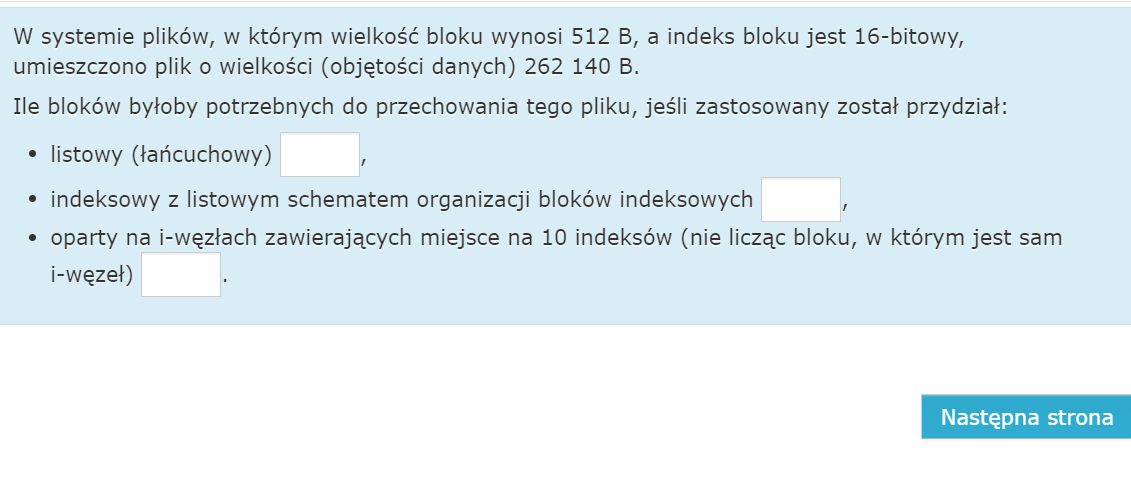 W systemie plików, w którym wielkość bloku wynosi 512 B, a indeks bloku jest 16-bitowy,
umieszczono plik o wielkości (objętości danych) 262 140 B.
Ile bloków byłoby potrzebnych do przechowania tego pliku, jeśli zastosowany został przydział:
• listowy (łańcuchowy) ,
• indeksowy z listowym schematem organizacji bloków indeksowych ,
• oparty na i-węzłach zawierających miejsce na 10 indeksów (nie licząc bloku, w którym jest sam
i-węzeł) .
Następna strona